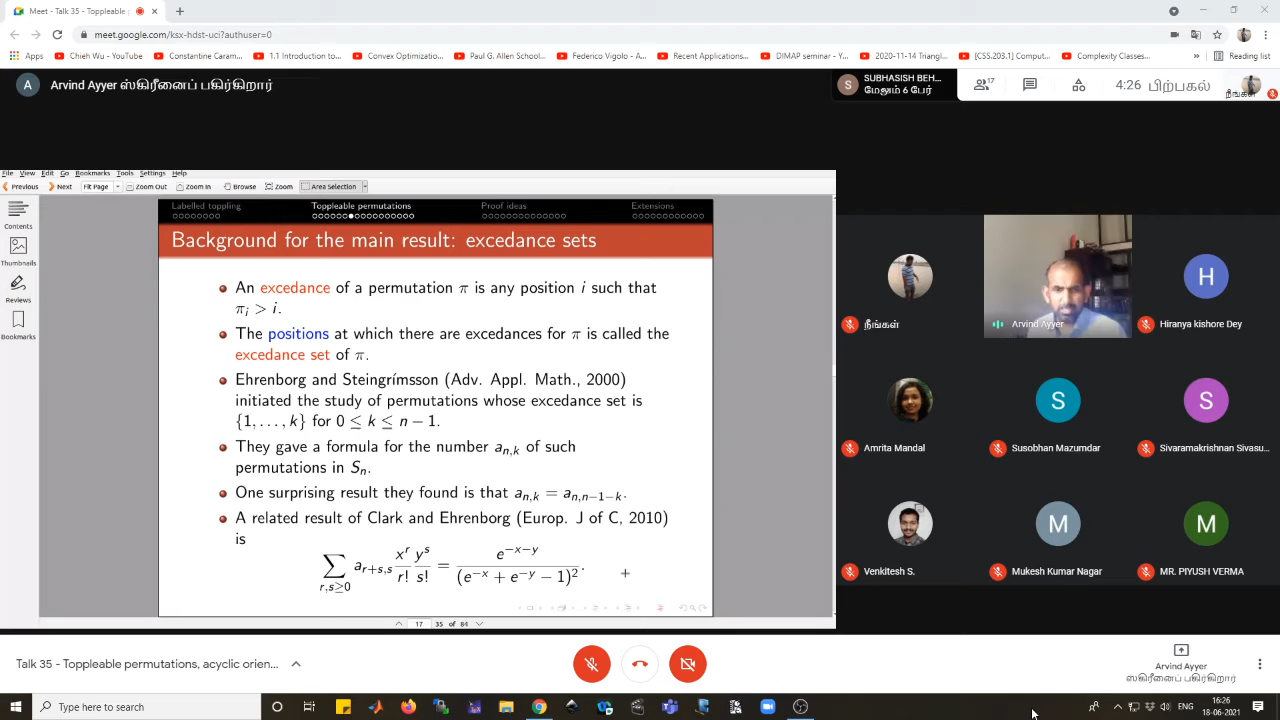 Meet - Talk 35 - Toppleable p
meet.google.com/ksx-hdst-uci?authuser=0
Apps
Chieh Wu - YouTube
Constantine Caram...
1.1 Introduction to...
Convex Optimizatio...
Paul G. Allen School...
Federico Vigolo - A...
Recent Applications...
DIMAP seminar - Y...
2020-11-14 Triangl...
[CSS.203.1] Comput...
Complexity Classes...
»
Reading list
A
Arvind Ayyer ஸ்கிரீனைப் பகிர்கிறார்
S
SUBHASISH BEH...
மேலும் 6 பேர்
17
4:26 பிற்பகல்
நீங்கள்
File View Edit Go Bookmarks Tools Settings Help
Previous Next Fit Page Zoom Out Zoom In Browse Zoom Area Selection
Contents
Thumbnails
Reviews
Bookmarks
Labelled toppling Toppleable permutations Proof ideas Extensions
Background for the main result: excedance sets
An excedance of a permutation π is any position i such that
π_i > i.
The positions at which there are excedances for π is called the
excedance set of π.
Ehrenborg and Steingrímsson (Adv. Appl. Math., 2000)
initiated the study of permutations whose excedance set is
{1, . . . , k} for 0 ≤ k ≤ n − 1.
They gave a formula for the number a_{n,k} of such
permutations in S_n.
One surprising result they found is that a_{n,k} = a_{n,n−1−k}.
A related result of Clark and Ehrenborg (Europ. J of C, 2010)
is
∑_{r,s≥0} a_{r+s,s} x^r/r! y^s/s! = e^{−x−y}/(e^{−x} + e^{−y} − 1)^2.
17 35 of 84
நீங்கள்
Arvind Ayyer
H
Hiranya kishore Dey
Amrita Mandal
S
Susobhan Mazumdar
S
Sivaramakrishnan Sivasu...
Venkitesh S.
M
Mukesh Kumar Nagar
M
MR. PIYUSH VERMA
Talk 35 - Toppleable permutations, acyclic orien...
Arvind Ayyer
ஸ்கிரீனைப் பகிர்கிறார்
Type here to search
ENG
16:26
18-06-2021